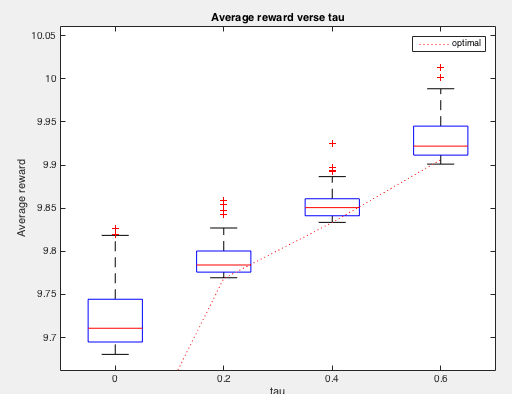 Average reward verse tau
optimal
10.05
10
9.95
9.9
9.85
9.8
9.75
9.7
Average reward
0 0.2 0.4 0.6
tau